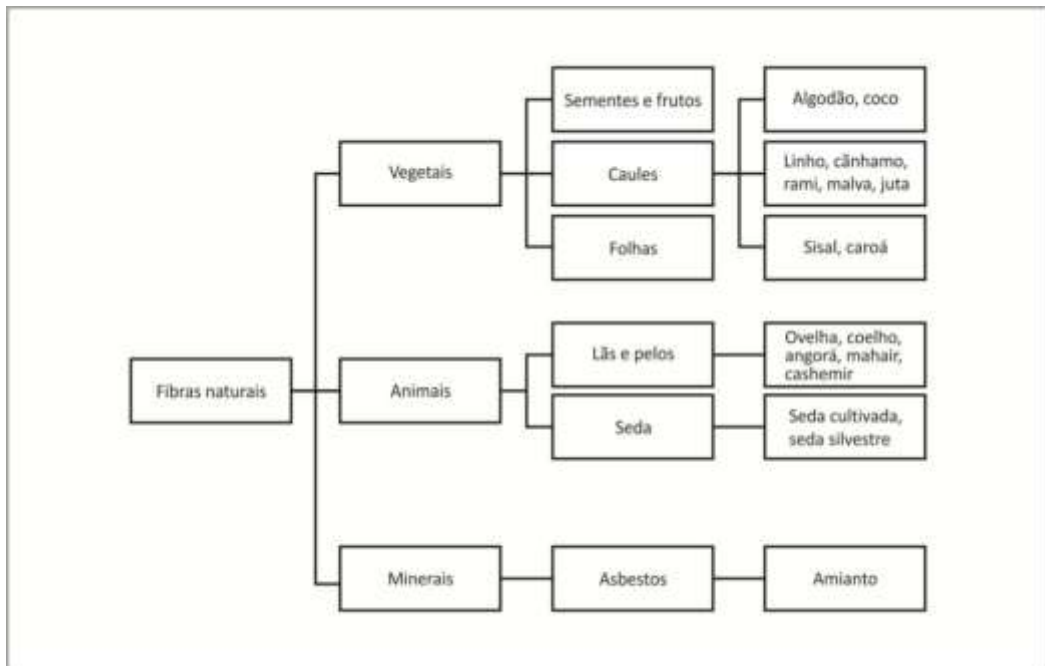 Sementes e frutos
Algodão, coco
Vegetais
Caules
Linho, cânhamo,
rami, malva, juta
Folhas
Sisal, caroá
Fibras naturais
Animais
Lãs e pelos
Ovelha, coelho,
angorá, mahair,
cashemir
Seda
Seda cultivada,
seda silvestre
Minerais
Asbestos
Amianto